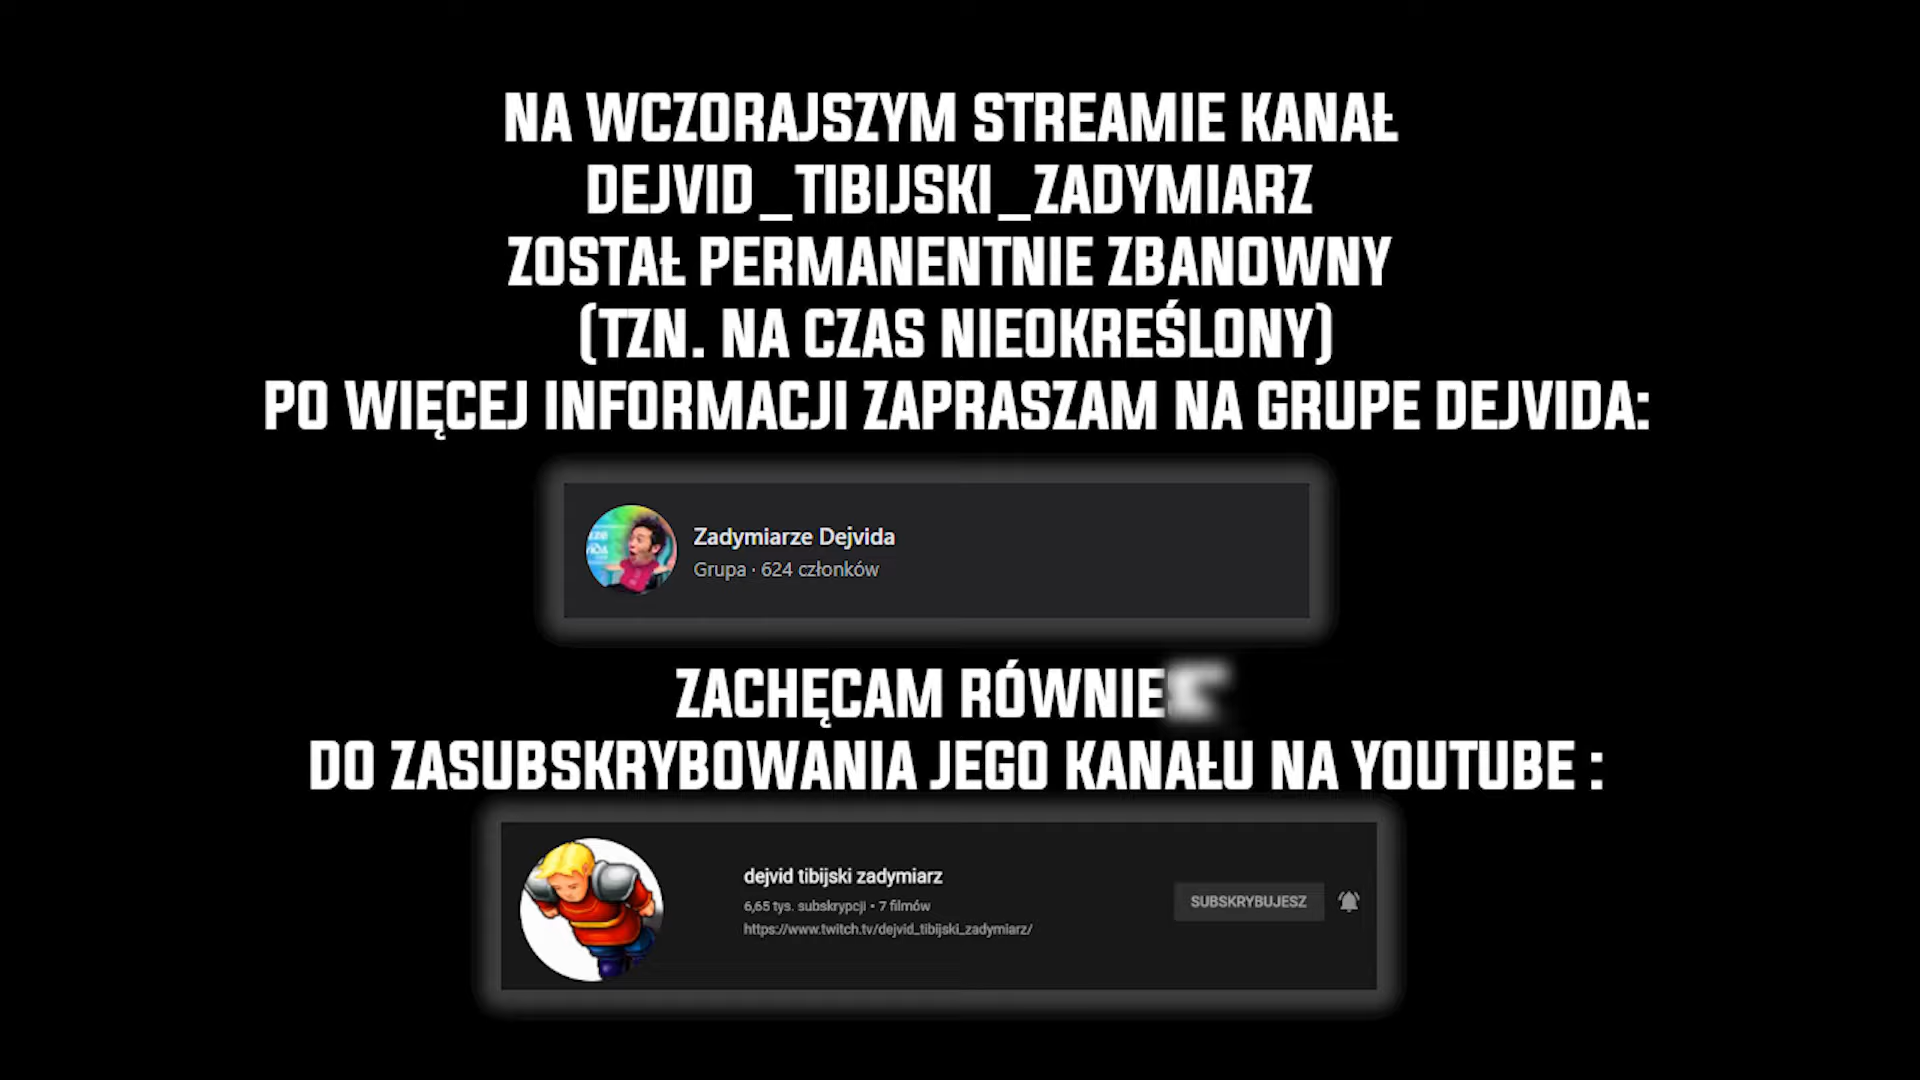 NA WCZORAJSZYM STREAMIE KANAŁ
DEJVID_TIBIJSKI_ZADYMIARZ
ZOSTAŁ PERMANENTNIE ZBANOWNY
(TZN. NA CZAS NIEOKREŚLONY)
PO WIĘCEJ INFORMACJI ZAPRASZAM NA GRUPE DEJVIDA:
Zadymiarze Dejvida
Grupa · 624 członków
ZACHĘCAM
DO ZASUBSKRYBOWANIA JEGO KANAŁU NA YOUTUBE :
dejvid tibijski zadymiarz
6,65 tys. subskrypcji • 7 filmów
https://www.twitch.tv/dejvid_tibijski_zadymiarz/
SUBSKRYBUJESZ